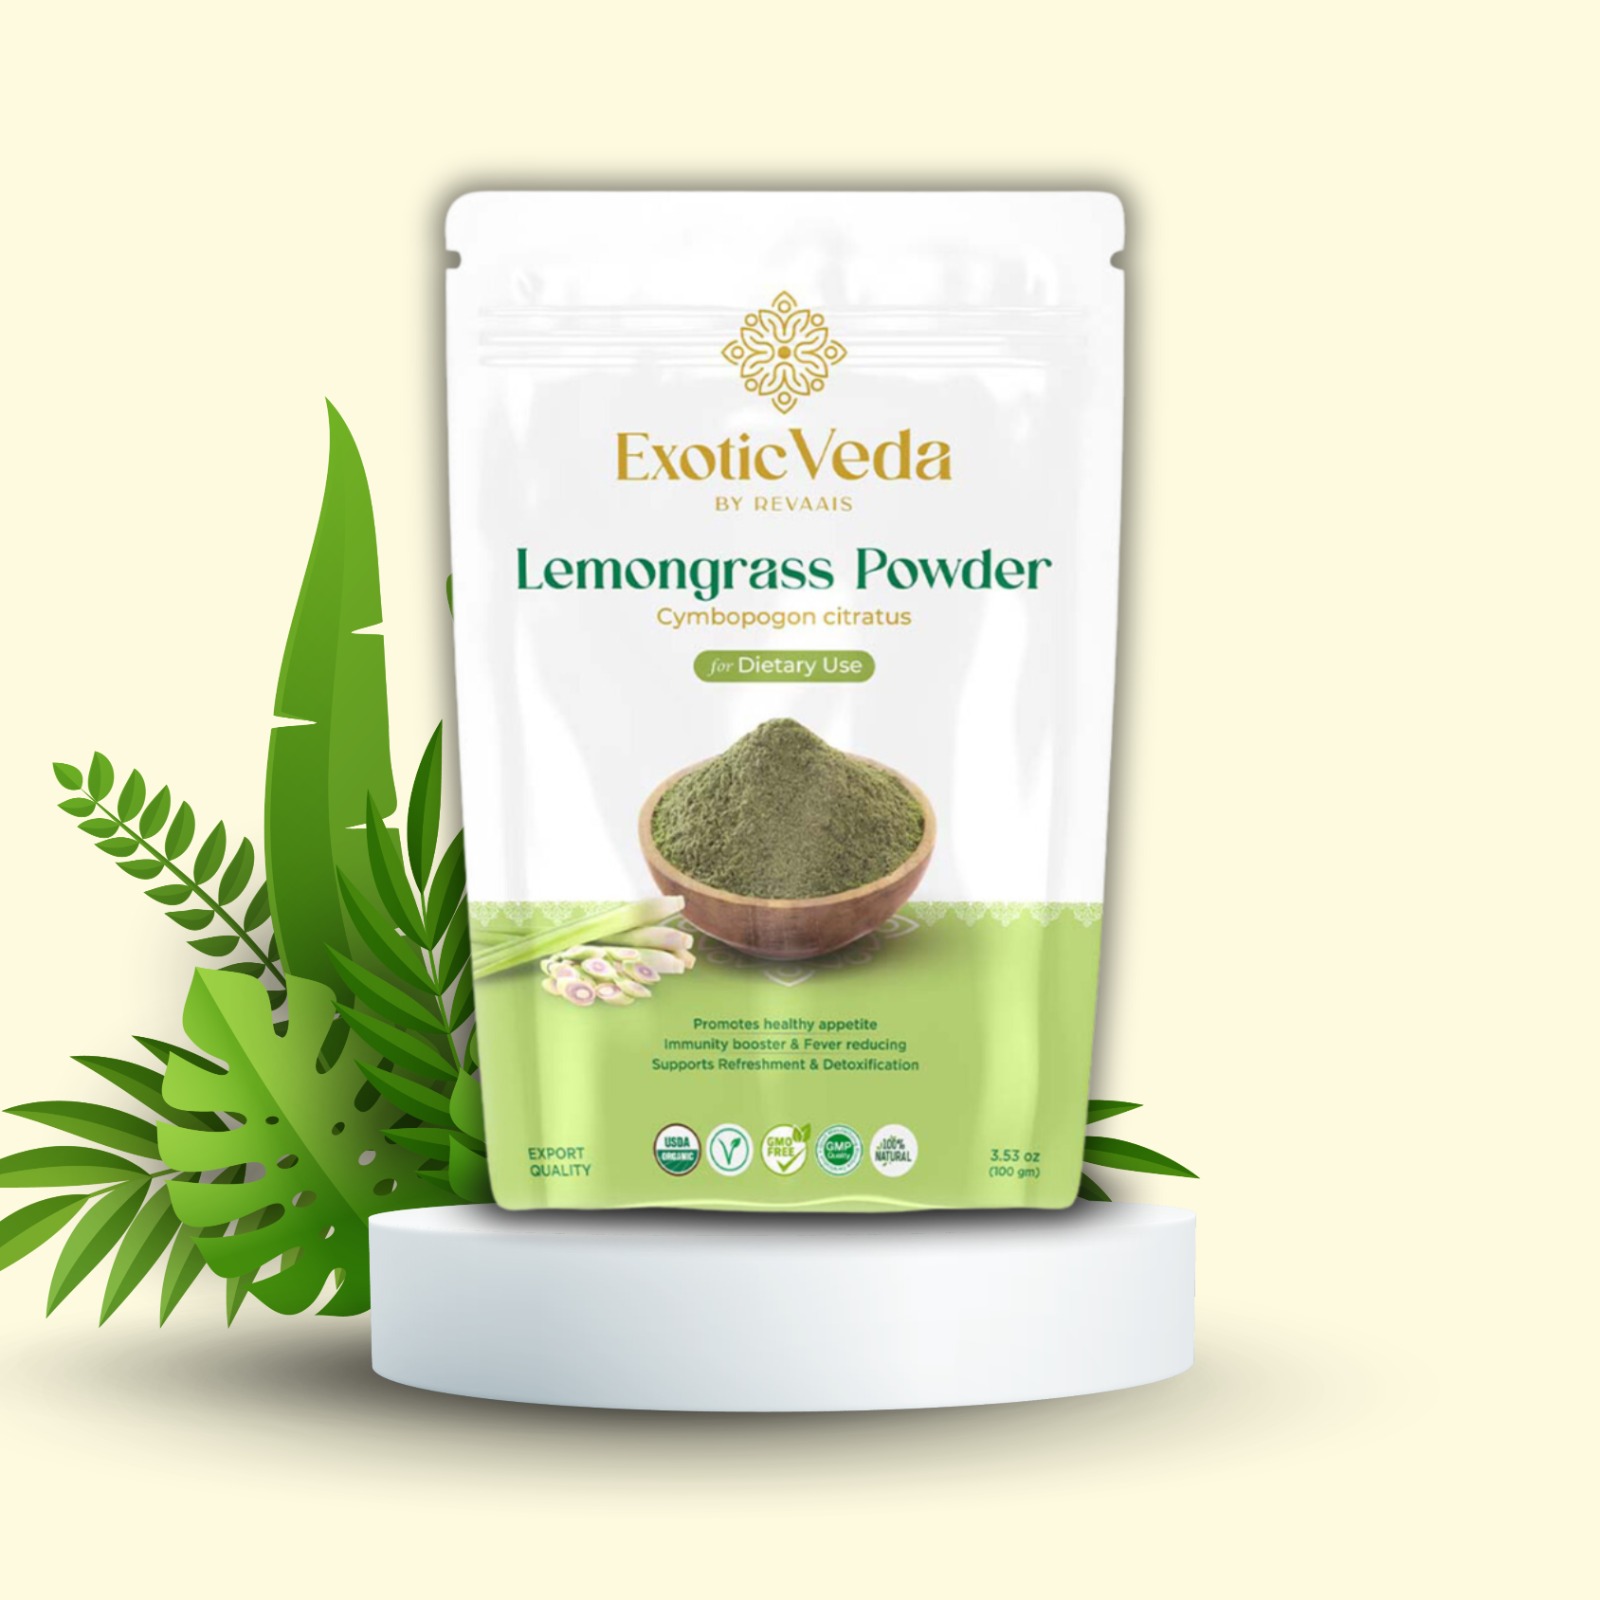 ExoticVeda
BY REVAAIS
Lemongrass Powder
Cymbopogon citratus
for Dietary Use
Promotes healthy appetite
Immunity booster & Fever reducing
Supports Refreshment & Detoxification
EXPORT
QUALITY
USDA
ORGANIC
GMO
FREE
GMP
Quality
100%
NATURAL
3.53 oz
(100 gm)